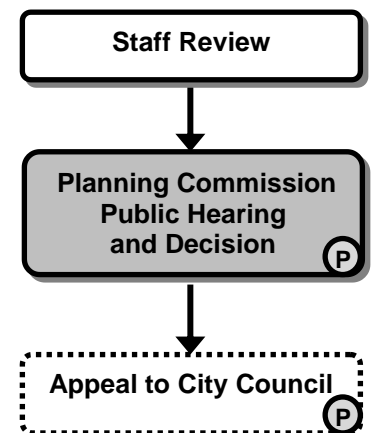 Staff Review
Planning Commission
Public Hearing
and Decision
P
Appeal to City Council
P